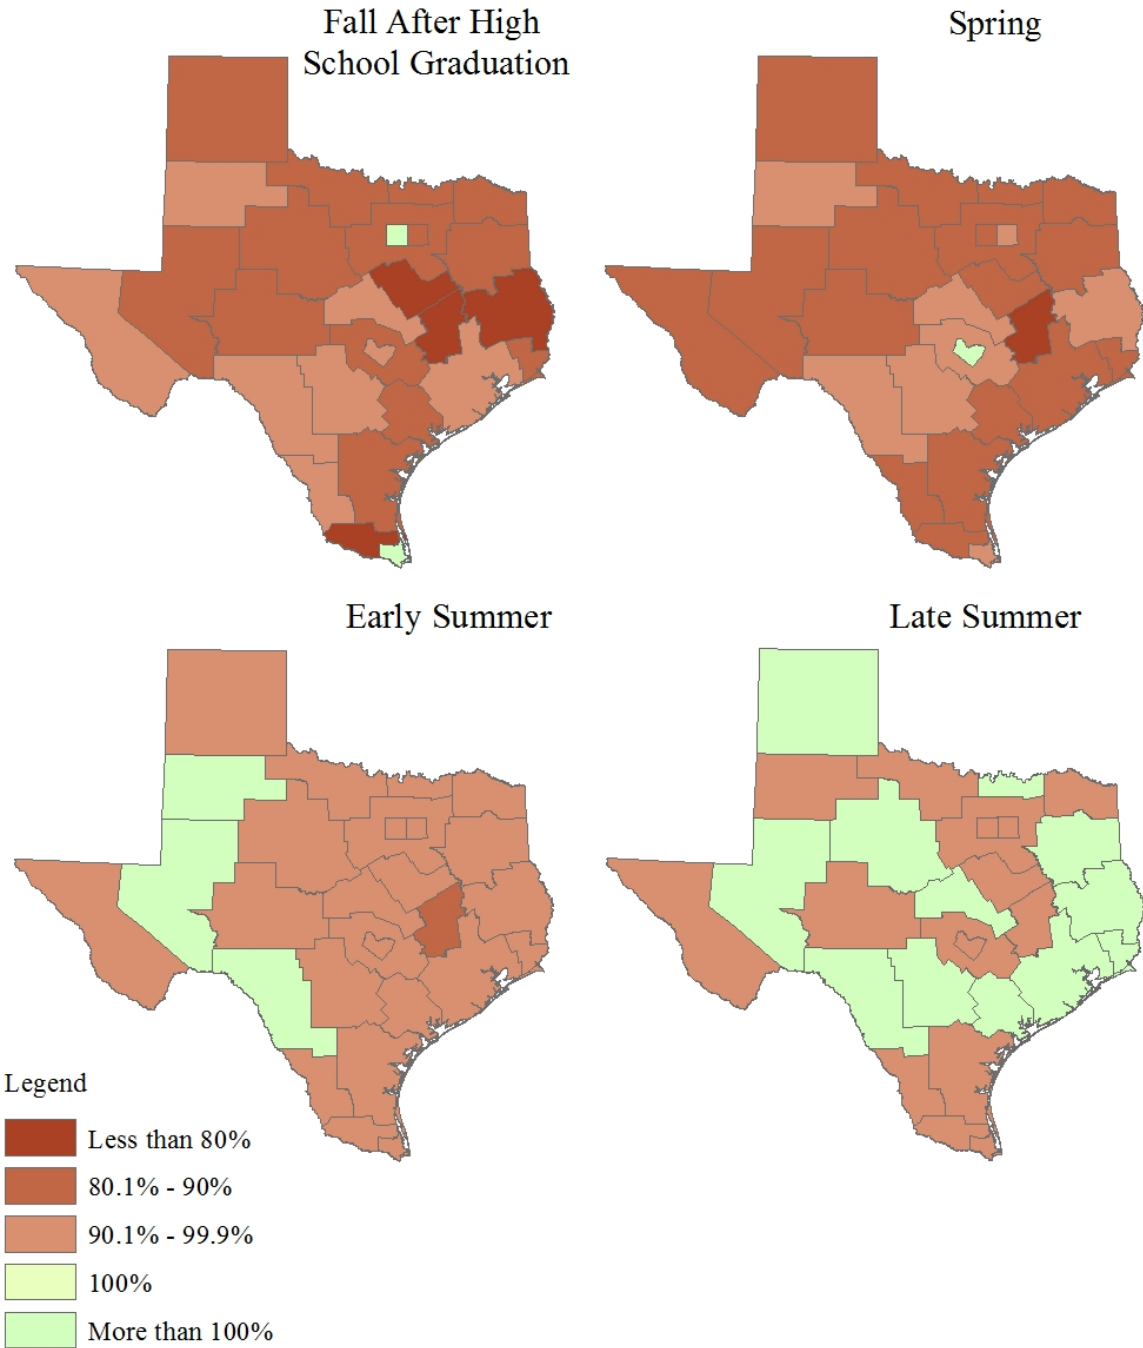 Fall After High
School Graduation
Spring
Early Summer
Late Summer
Legend
Less than 80%
80.1% - 90%
90.1% - 99.9%
100%
More than 100%